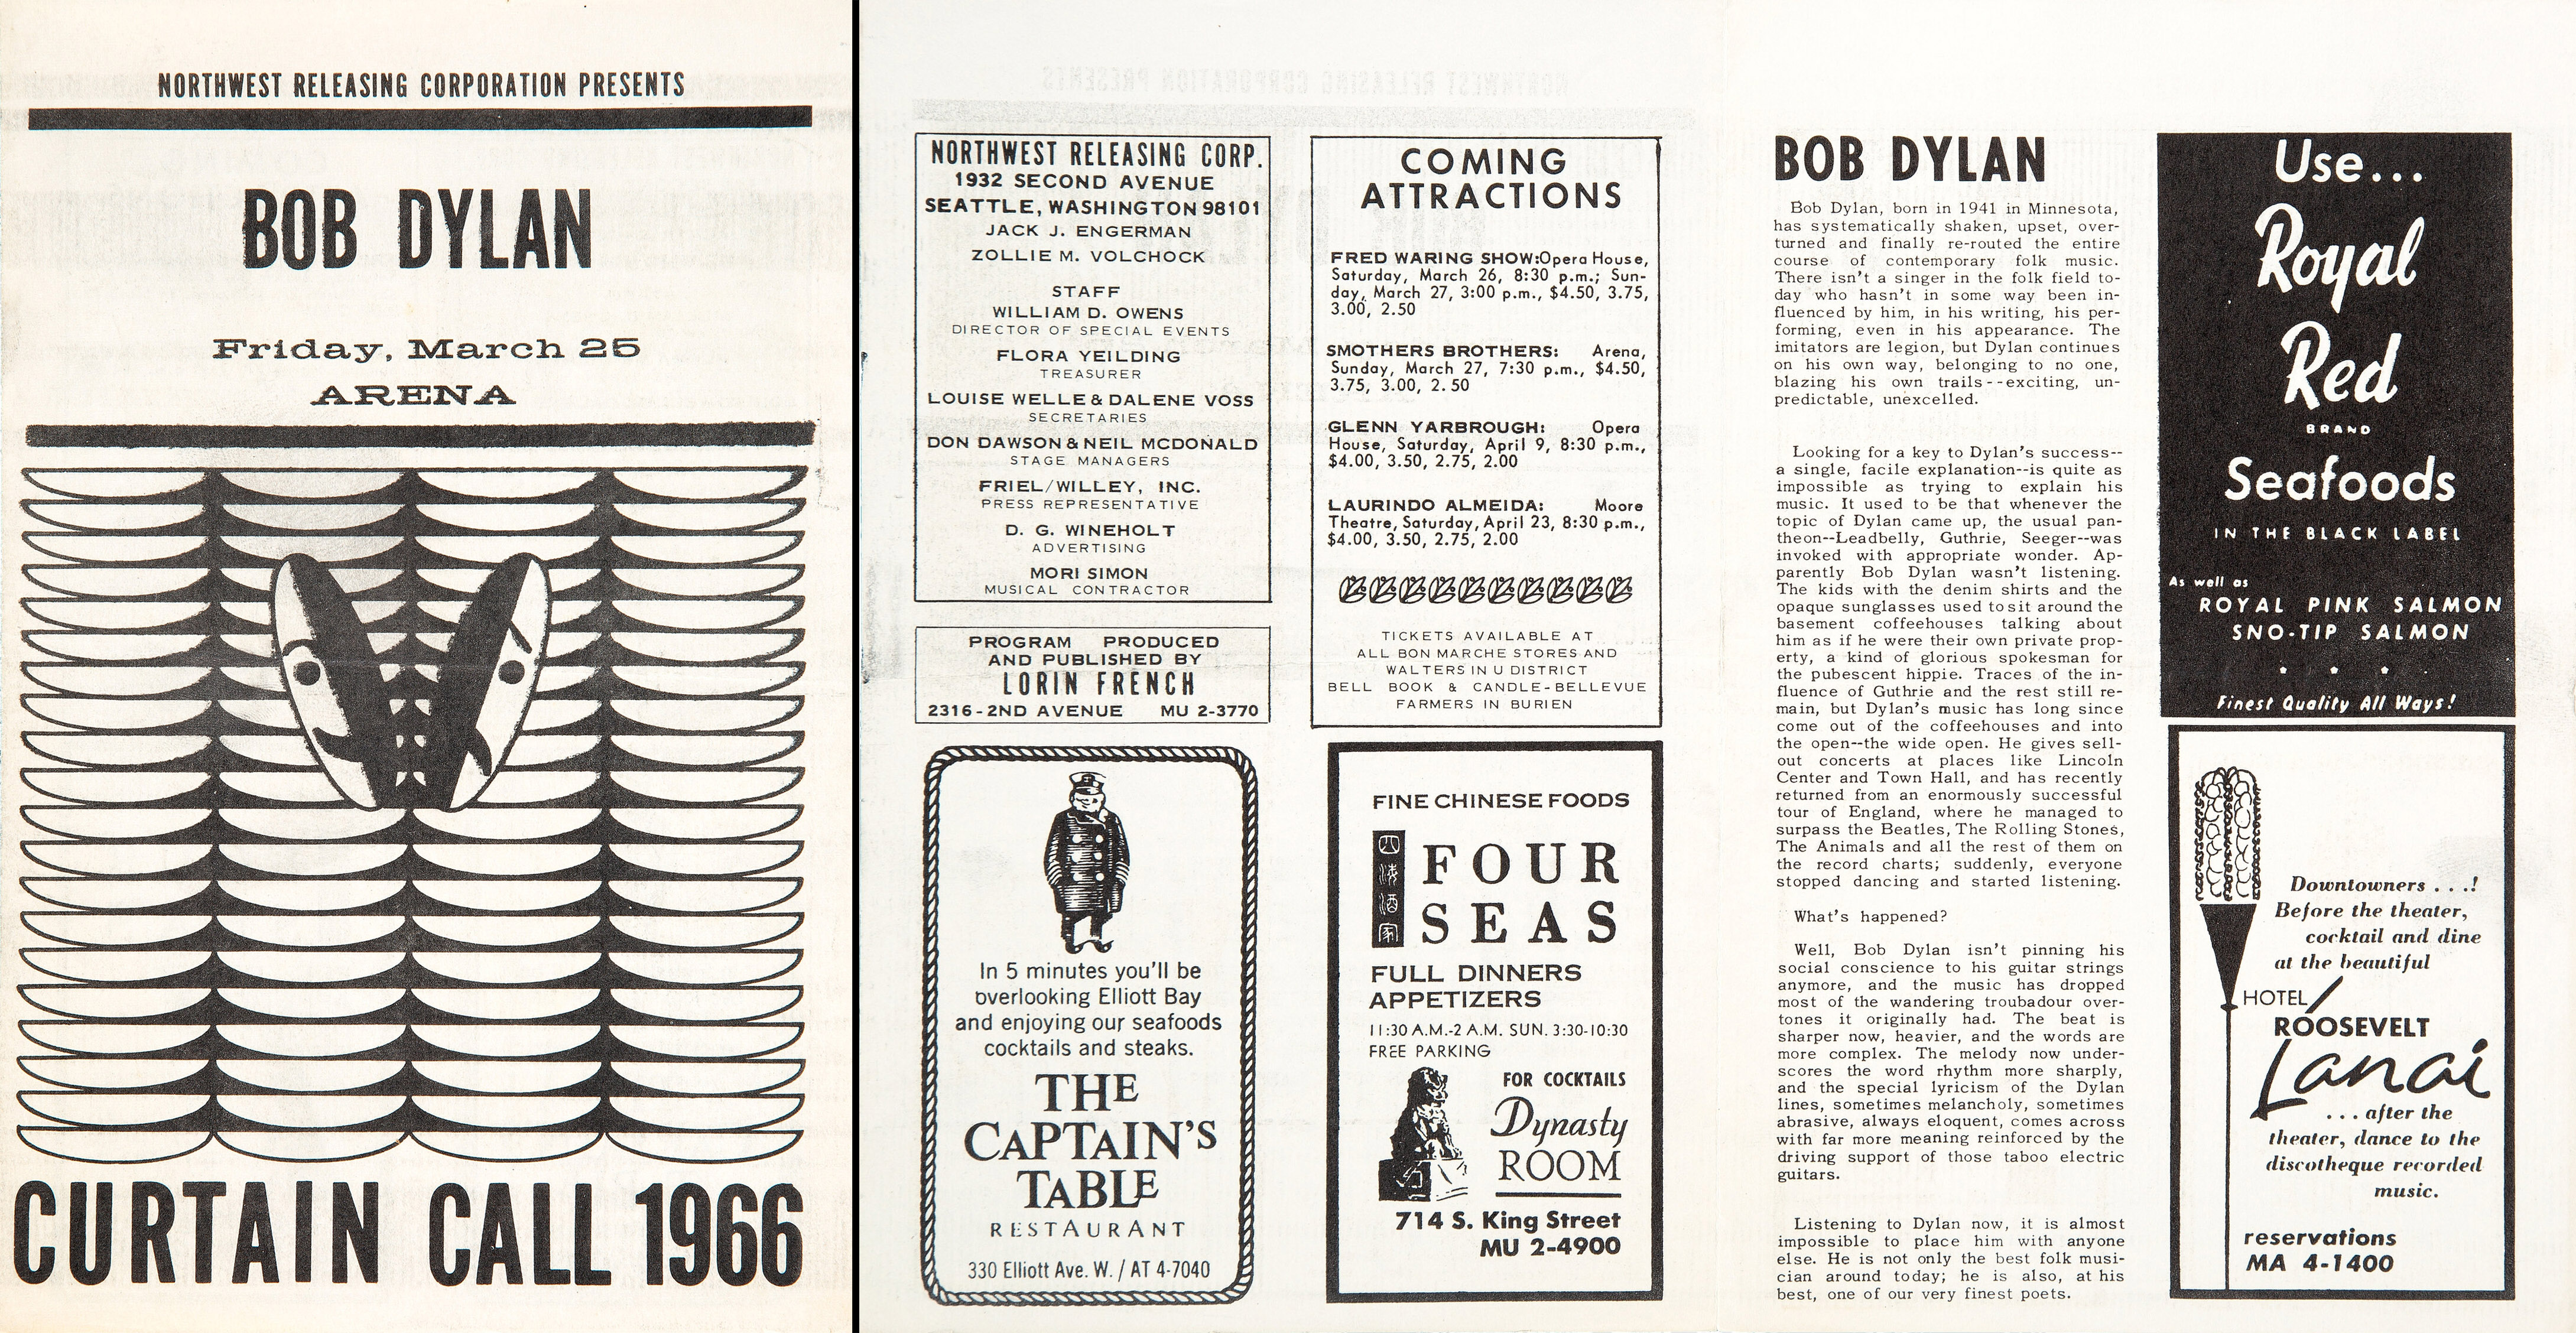 NORTHWEST RELEASING CORPORATION PRESENTS
BOB DYLAN
Friday, March 25
ARENA
CURTAIN CALL 1966
NORTHWEST RELEASING CORP.
1932 SECOND AVENUE
SEATTLE, WASHINGTON 98101
JACK J. ENGERMAN
ZOLLIE M. VOLCHOCK
STAFF
WILLIAM D. OWENS
DIRECTOR OF SPECIAL EVENTS
FLORA YEILDING
TREASURER
LOUISE WELLE & DALENE VOSS
SECRETARIES
DON DAWSON & NEIL MCDONALD
STAGE MANAGERS
FRIEL/WILLEY, INC.
PRESS REPRESENTATIVE
D. G. WINEHOLT
ADVERTISING
MORI SIMON
MUSICAL CONTRACTOR
PROGRAM PRODUCED
AND PUBLISHED BY
LORIN FRENCH
2316-2ND AVENUE MU 2-3770
In 5 minutes you'll be
overlooking Elliott Bay
and enjoying our seafoods
cocktails and steaks.
THE
CAPTAIN'S
TABLE
RESTAURANT
330 Elliott Ave. W. / AT 4-7040
COMING
ATTRACTIONS
FRED WARING SHOW:Opera House,
Saturday, March 26, 8:30 p.m.; Sun-
day, March 27, 3:00 p.m., $4.50, 3.75,
3.00, 2.50
SMOTHERS BROTHERS: Arena,
Sunday, March 27, 7:30 p.m., $4.50,
3.75, 3.00, 2.50
GLENN YARBROUGH: Opera
House, Saturday, April 9, 8:30 p.m.,
$4.00, 3.50, 2.75, 2.00
LAURINDO ALMEIDA: Moore
Theatre, Saturday, April 23, 8:30 p.m.,
$4.00, 3.50, 2.75, 2.00
TICKETS AVAILABLE AT
ALL BON MARCHE STORES AND
WALTERS IN U DISTRICT
BELL BOOK & CANDLE-BELLEVUE
FARMERS IN BURIEN
FINE CHINESE FOODS
四海酒家
FOUR
SEAS
FULL DINNERS
APPETIZERS
11:30 A.M.-2 A.M. SUN. 3:30-10:30
FREE PARKING
FOR COCKTAILS
Dynasty
ROOM
714 S. King Street
MU 2-4900
BOB DYLAN
Bob Dylan, born in 1941 in Minnesota,
has systematically shaken, upset, over-
turned and finally re-routed the entire
course of contemporary folk music.
There isn't a singer in the folk field to-
day who hasn't in some way been in-
fluenced by him, in his writing, his per-
forming, even in his appearance. The
imitators are legion, but Dylan continues
on his own way, belonging to no one,
blazing his own trails--exciting, un-
predictable, unexcelled.
Looking for a key to Dylan's success--
a single, facile explanation--is quite as
impossible as trying to explain his
music. It used to be that whenever the
topic of Dylan came up, the usual pan-
theon--Leadbelly, Guthrie, Seeger--was
invoked with appropriate wonder. Ap-
parently Bob Dylan wasn't listening.
The kids with the denim shirts and the
opaque sunglasses used to sit around the
basement coffeehouses talking about
him as if he were their own private prop-
erty, a kind of glorious spokesman for
the pubescent hippie. Traces of the in-
fluence of Guthrie and the rest still re-
main, but Dylan's music has long since
come out of the coffeehouses and into
the open--the wide open. He gives sell-
out concerts at places like Lincoln
Center and Town Hall, and has recently
returned from an enormously successful
tour of England, where he managed to
surpass the Beatles, The Rolling Stones,
The Animals and all the rest of them on
the record charts; suddenly, everyone
stopped dancing and started listening.
What's happened?
Well, Bob Dylan isn't pinning his
social conscience to his guitar strings
anymore, and the music has dropped
most of the wandering troubadour over-
tones it originally had. The beat is
sharper now, heavier, and the words are
more complex. The melody now under-
scores the word rhythm more sharply,
and the special lyricism of the Dylan
lines, sometimes melancholy, sometimes
abrasive, always eloquent, comes across
with far more meaning reinforced by the
driving support of those taboo electric
guitars.
Listening to Dylan now, it is almost
impossible to place him with anyone
else. He is not only the best folk musi-
cian around today; he is also, at his
best, one of our very finest poets.
Use...
Royal
Red
BRAND
Seafoods
IN THE BLACK LABEL
As well as
ROYAL PINK SALMON
SNO-TIP SALMON
Finest Quality All Ways!
Downtowners . . .!
Before the theater,
cocktail and dine
at the beautiful
HOTEL
ROOSEVELT
Lanai
. . . after the
theater, dance to the
discotheque recorded
music.
reservations
MA 4-1400